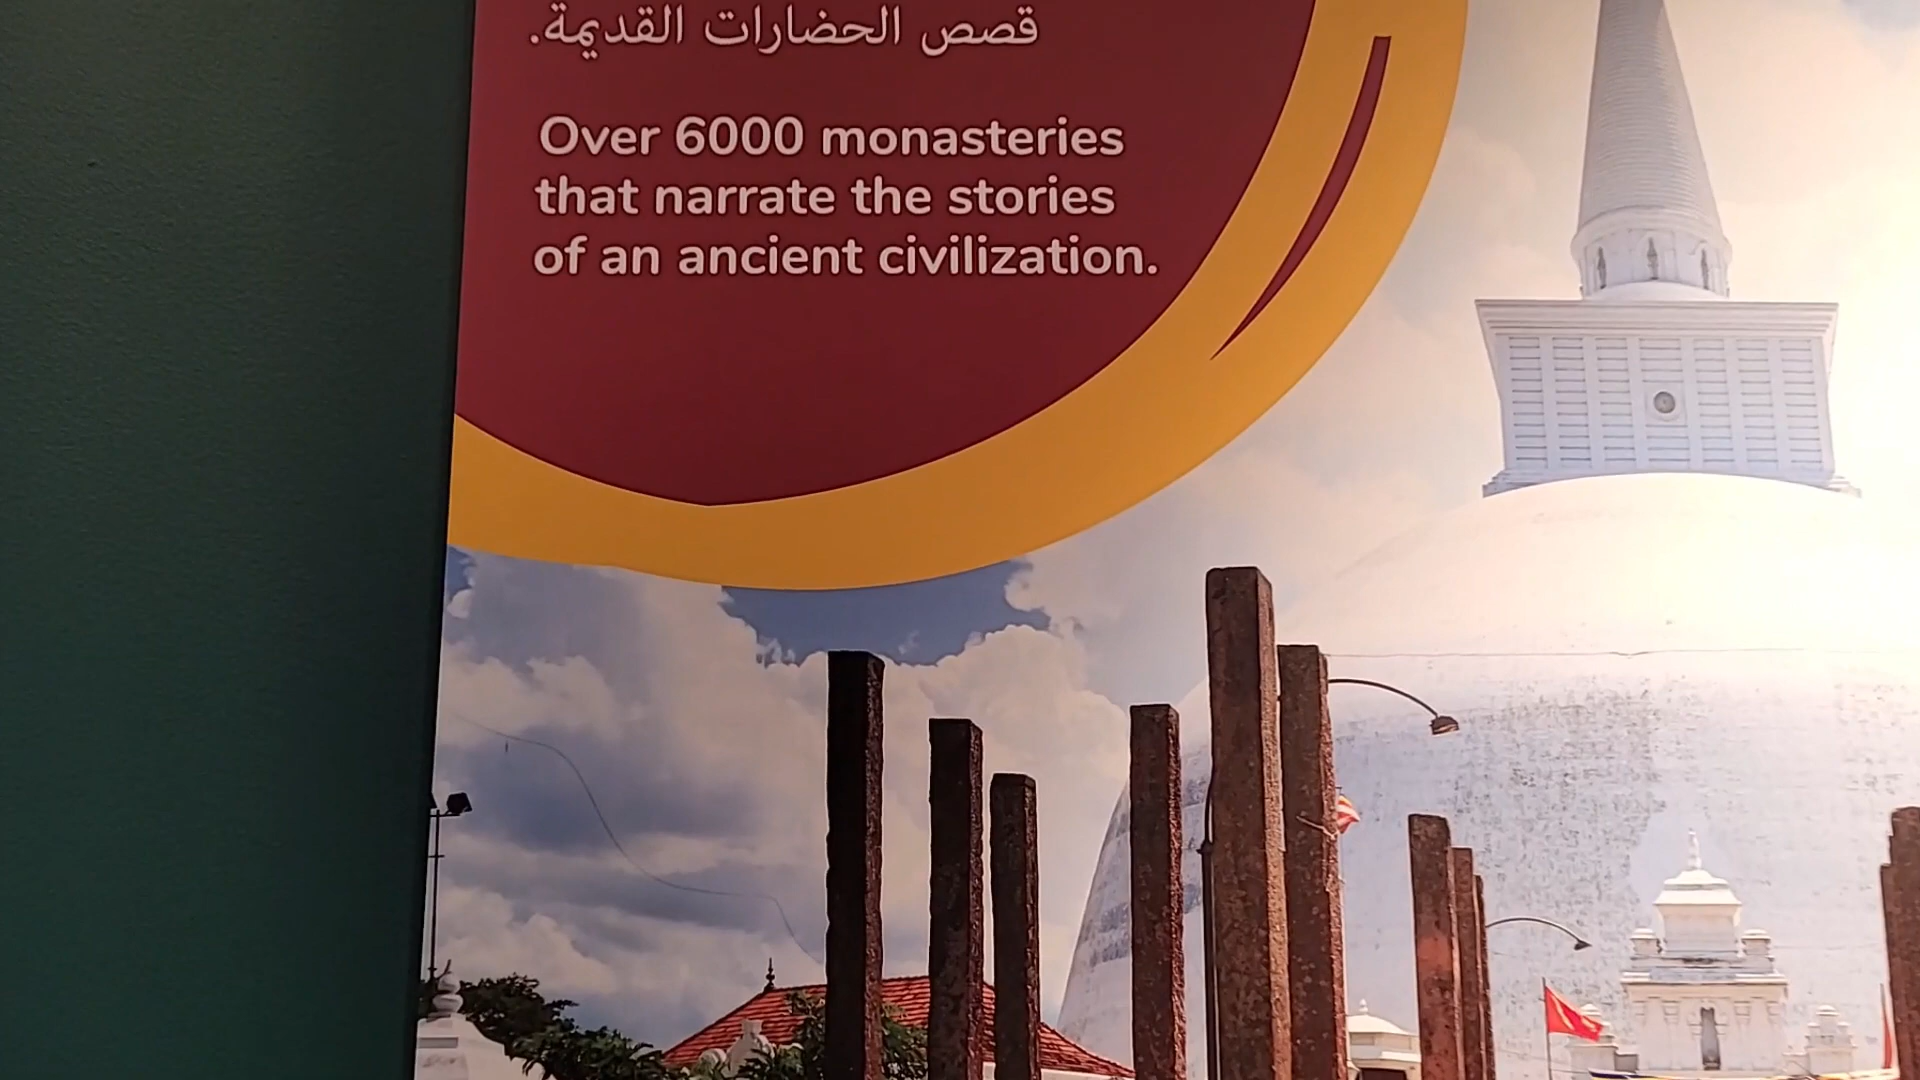 قصص الحضارات القديمة.
Over 6000 monasteries
that narrate the stories
of an ancient civilization.